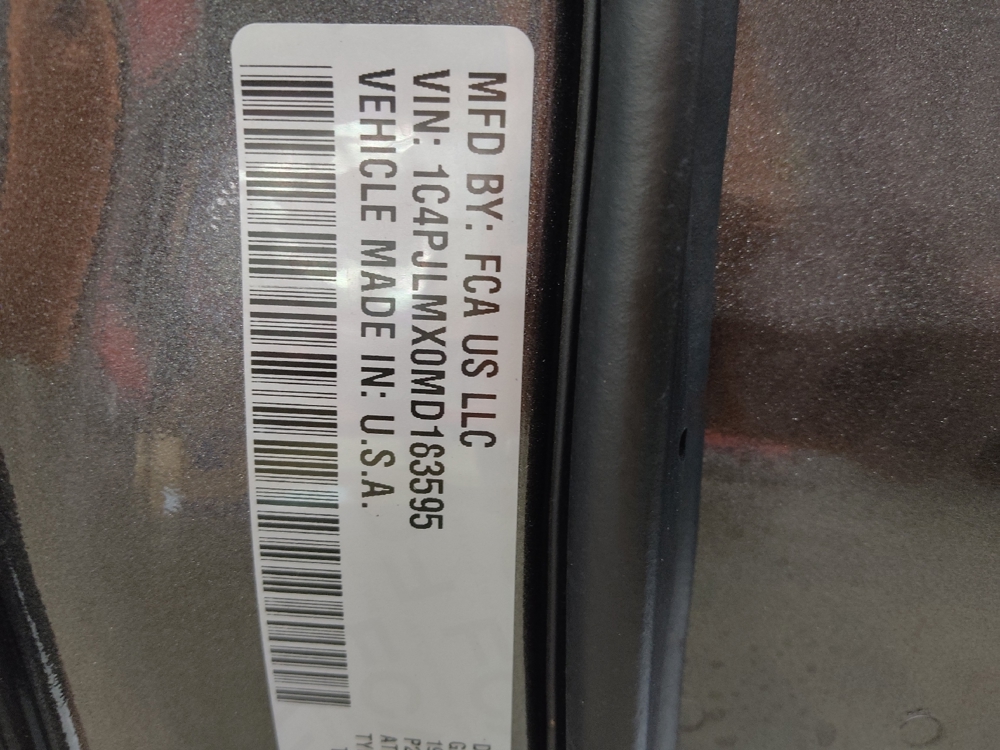 MFD BY: FCA US LLC
VIN: 1C4PJLMX0MD183595
VEHICLE MADE IN: U.S.A.